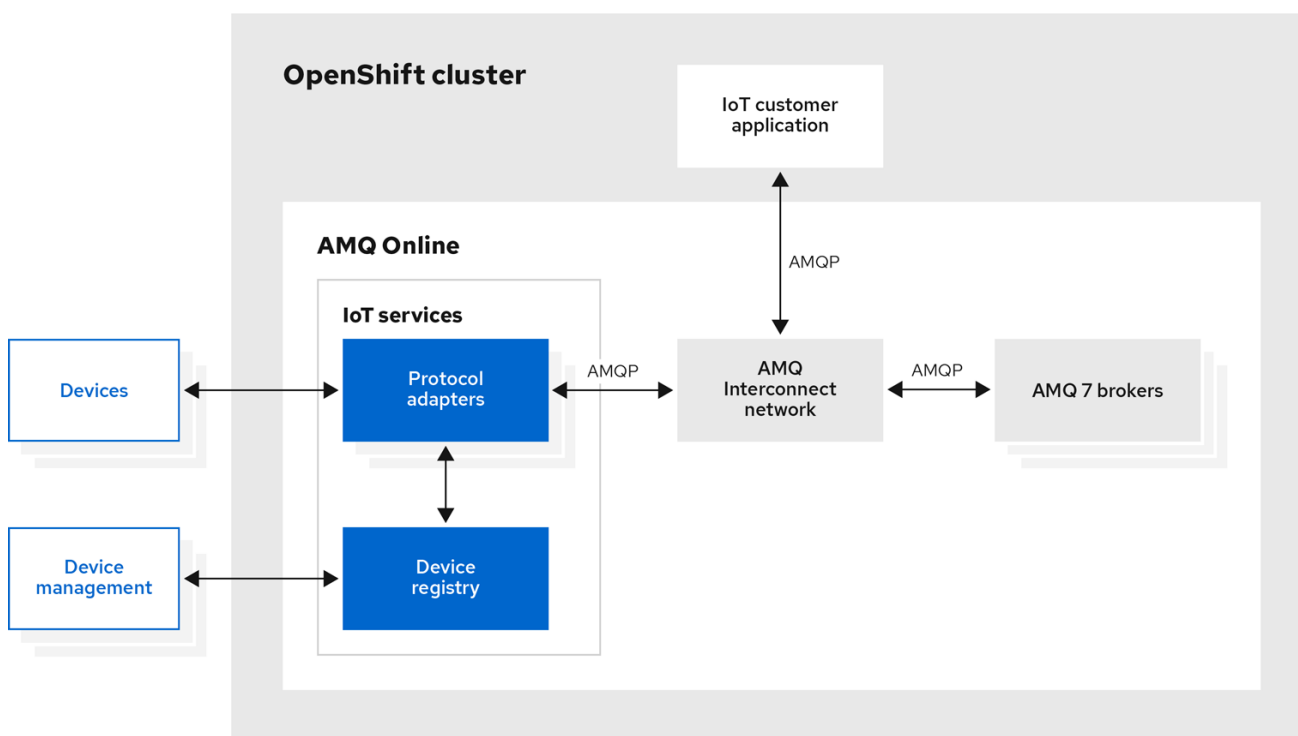 OpenShift cluster
IoT customer
application
AMQP
AMQ Online
IoT services
Devices
Protocol
adapters
AMQP
AMQ
Interconnect
network
AMQP
AMQ 7 brokers
Device
management
Device
registry